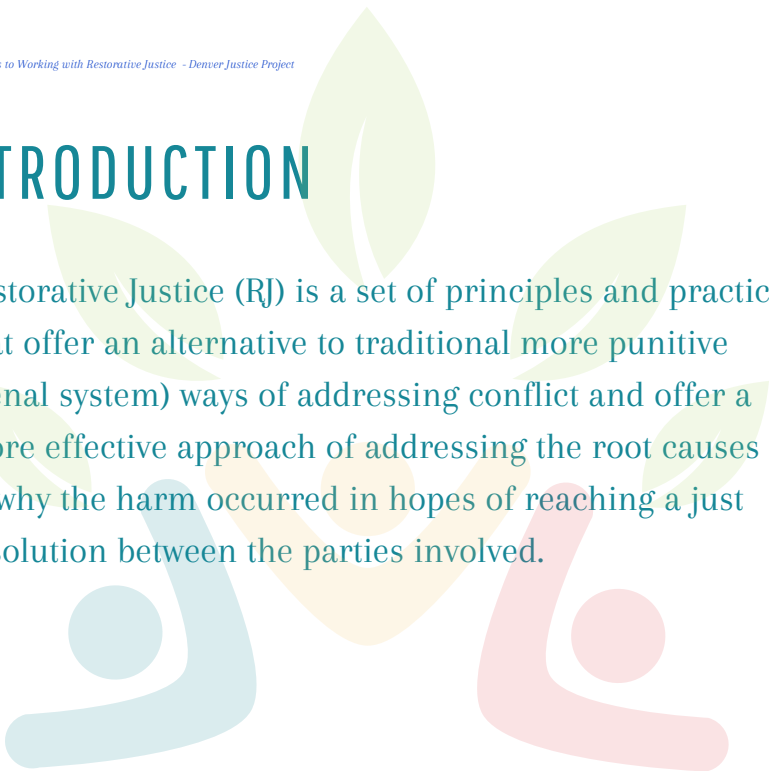 s to Working with Restorative Justice - Denver Justice Project
TRODUCTION
storative Justice (RJ) is a set of principles and practic
at offer an alternative to traditional more punitive
enal system) ways of addressing conflict and offer a
ore effective approach of addressing the root causes
why the harm occurred in hopes of reaching a just
solution between the parties involved.